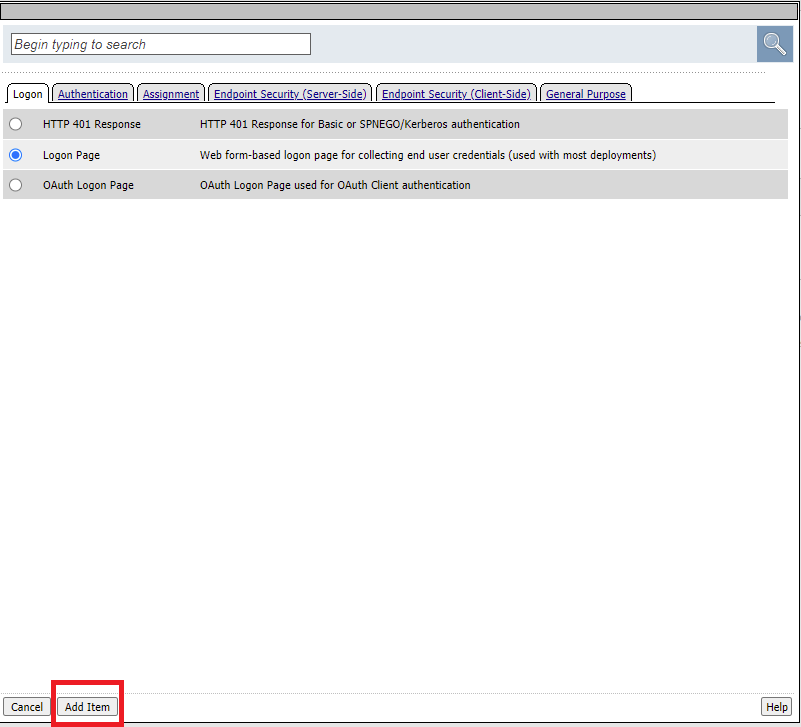 Begin typing to search
Logon Authentication Assignment Endpoint Security (Server-Side) Endpoint Security (Client-Side) General Purpose
HTTP 401 Response HTTP 401 Response for Basic or SPNEGO/Kerberos authentication
Logon Page Web form-based logon page for collecting end user credentials (used with most deployments)
OAuth Logon Page OAuth Logon Page used for OAuth Client authentication
Cancel Add Item Help